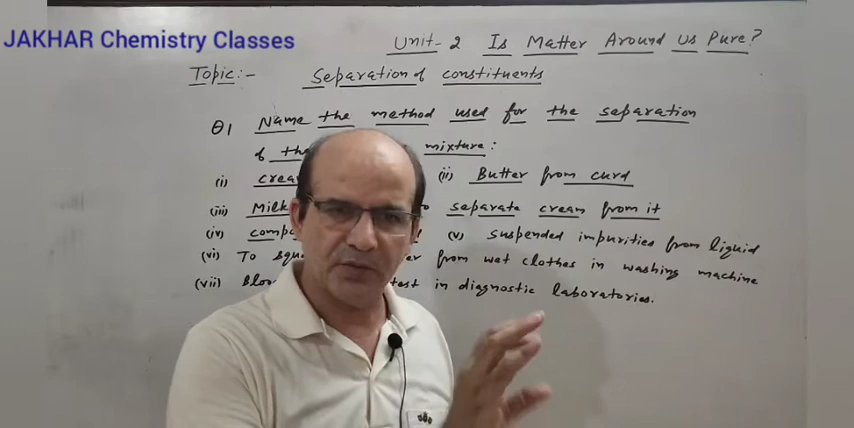 JAKHAR Chemistry Classes
Unit-2 Is Matter Around us Pure?
Topic:- Separation of constituents
Q1 Name the method used for the separation
of the mixture:
(i) (ii) Butter from curd
(iii) Milk separate cream from it
(iv) (v) suspended impurities from liquid
(vi) To from wet clothes in washing machine
(vii) test in diagnostic laboratories.